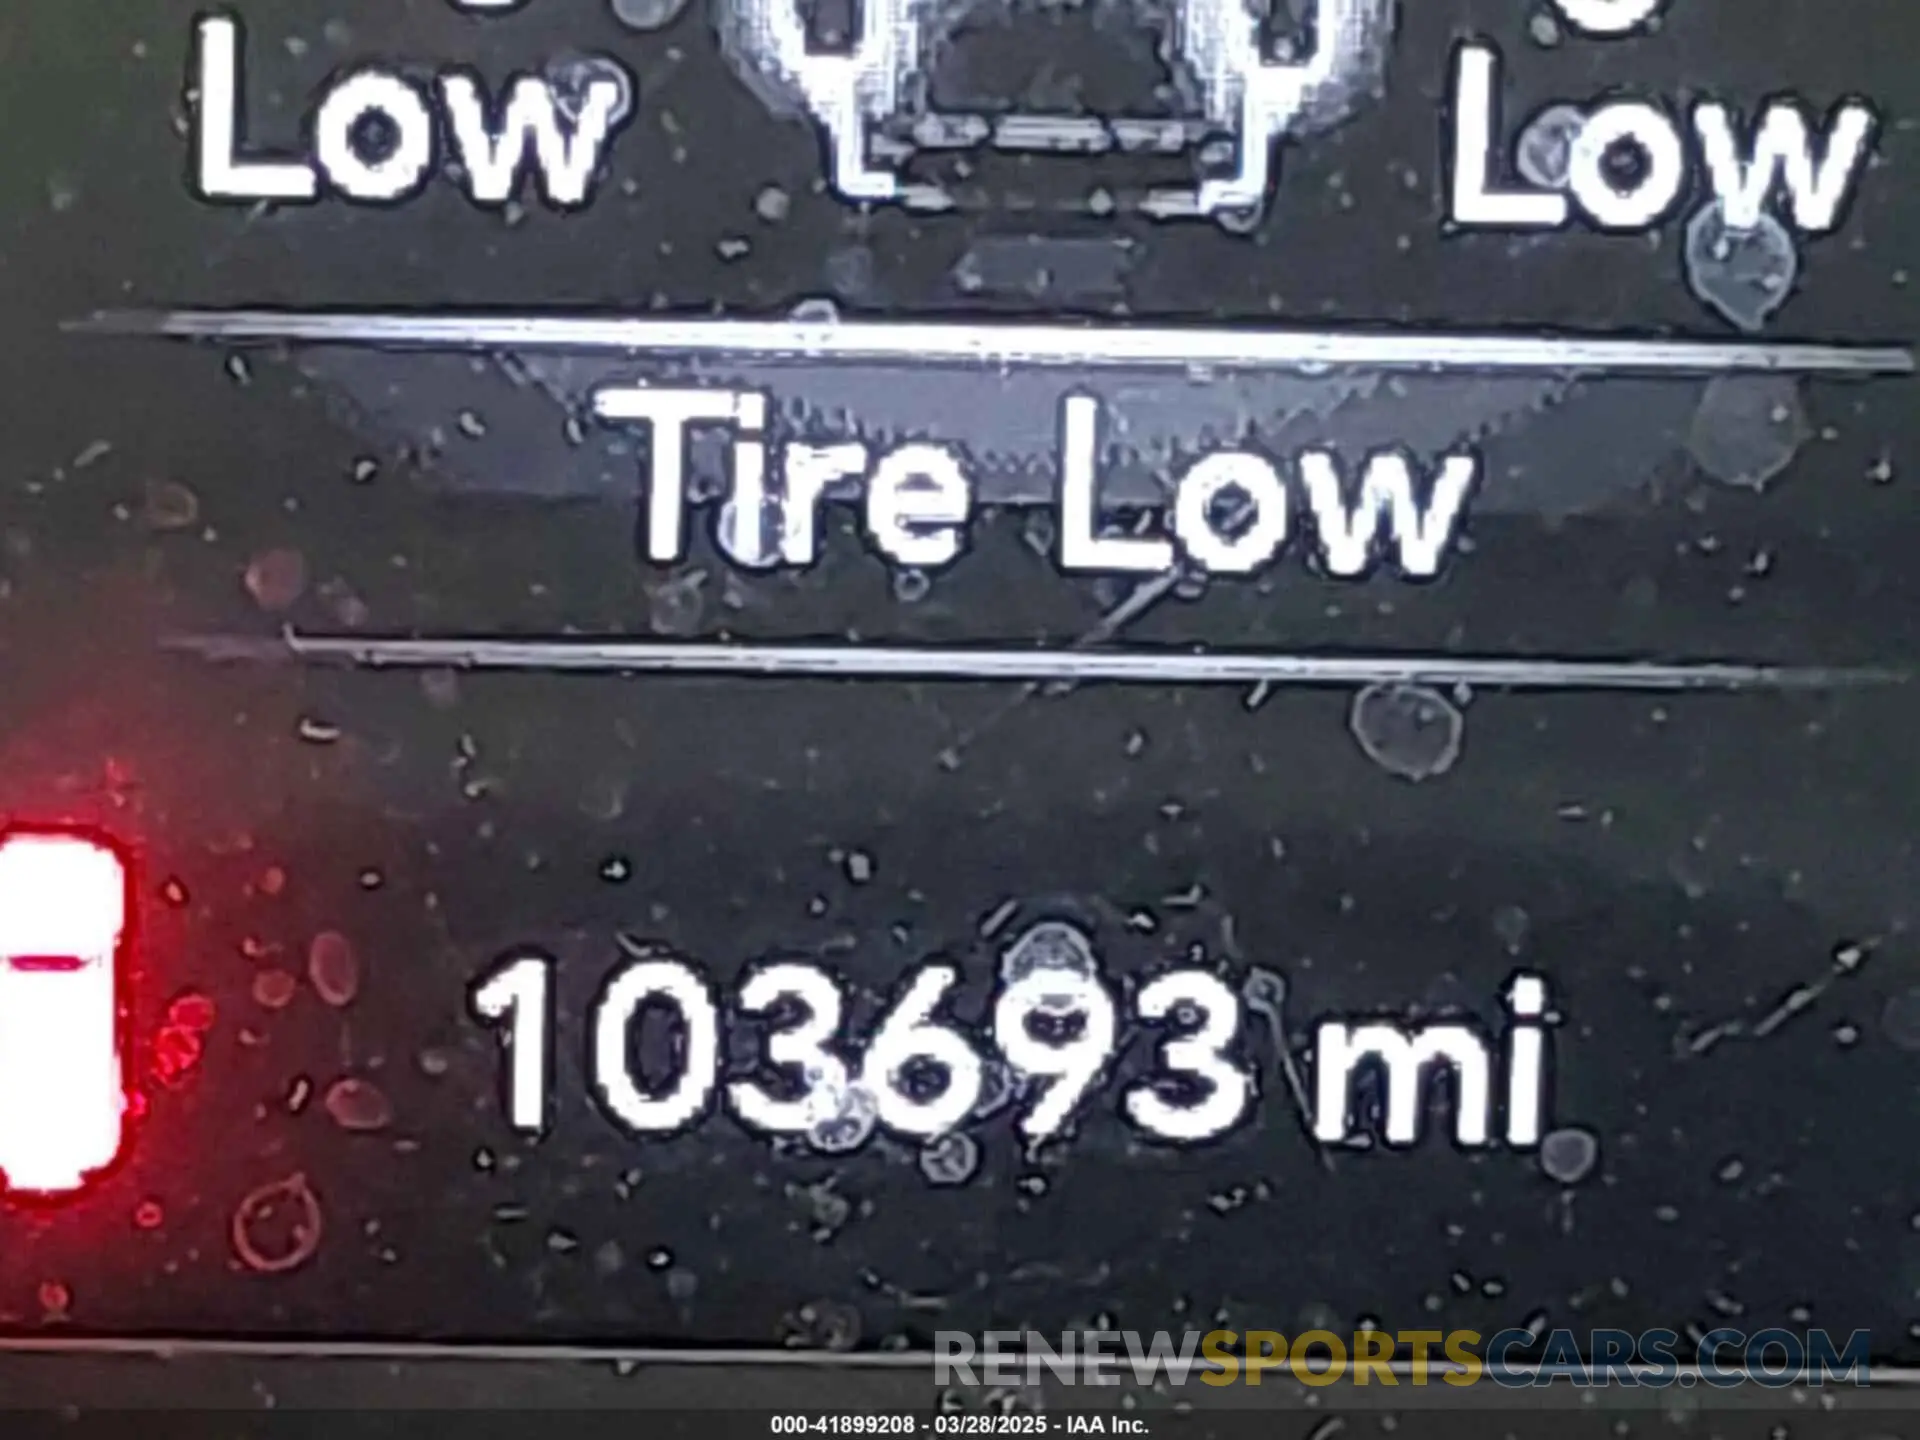 Low Low
Tire Low
103693 mi
RENEWSPORTSCARS.COM
000-41899208 - 03/28/2025 - IAA Inc.